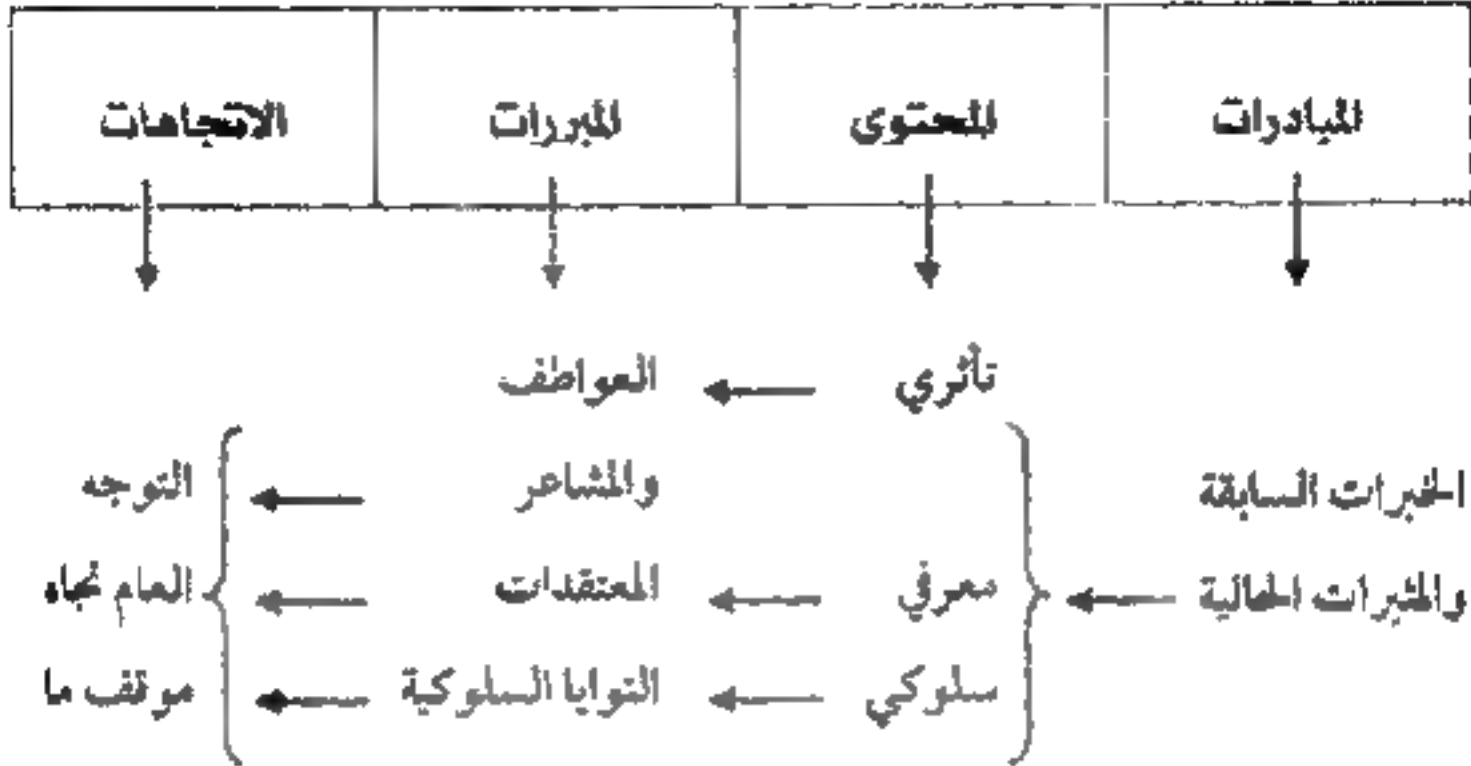 المبادرات المحتوى المبررات الاتجاهات
تأثري العواطف
الخبرات السابقة والمشاعر التوجه
والمثيرات الحالية معرفي المعتقدات العام تجاه
سلوكي النوايا السلوكية موقف ما